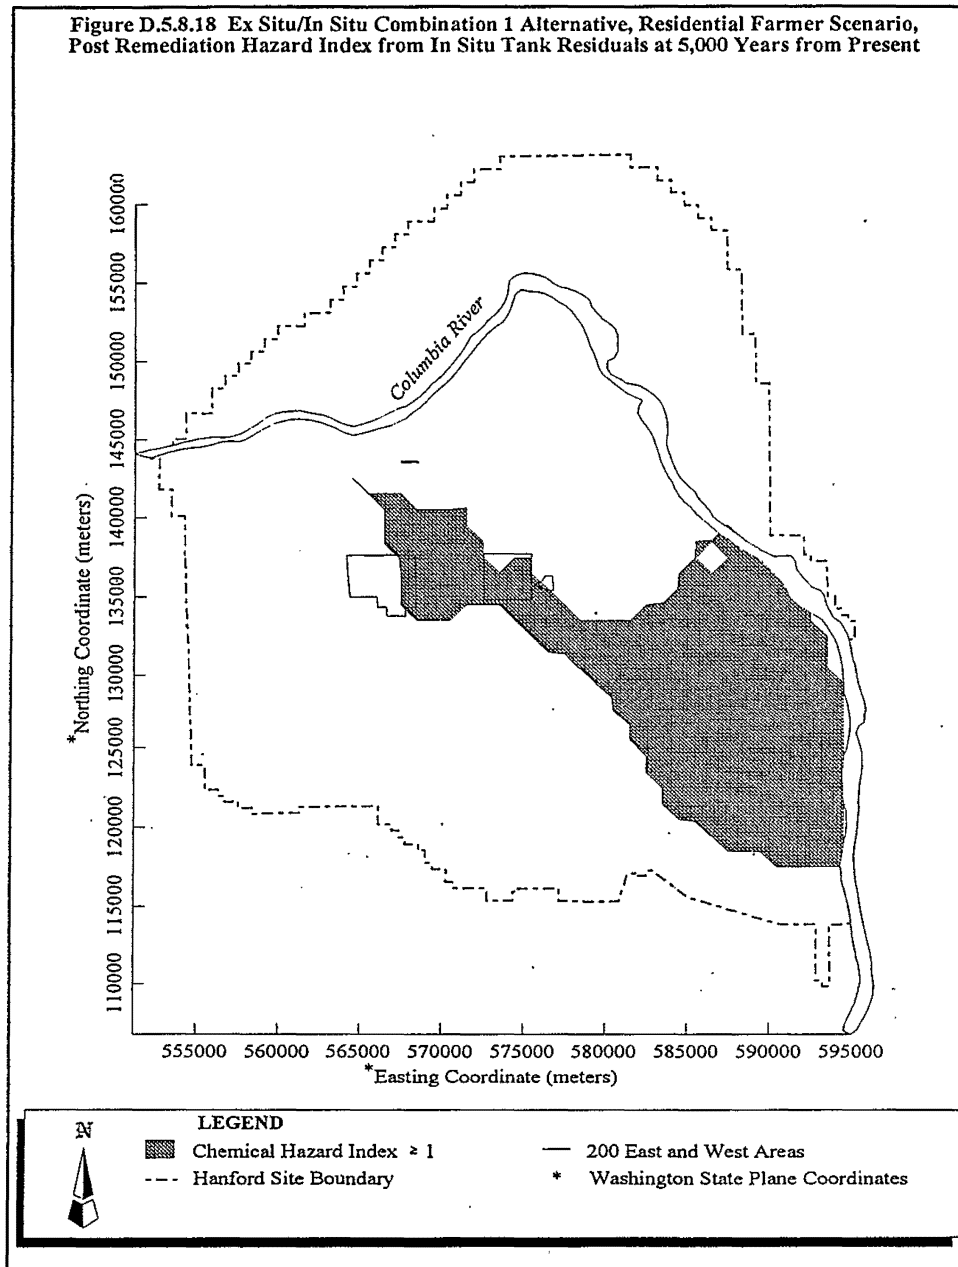 Figure D.5.8.18 Ex Situ/In Situ Combination 1 Alternative, Residential Farmer Scenario,
Post Remediation Hazard Index from In Situ Tank Residuals at 5,000 Years from Present
160000
155000
150000
145000
140000
135000
130000
125000
120000
115000
110000
*Northing Coordinate (meters)
Columbia River
555000 560000 565000 570000 575000 580000 585000 590000 595000
*Easting Coordinate (meters)
N
LEGEND
Chemical Hazard Index ≥ 1
Hanford Site Boundary
200 East and West Areas
* Washington State Plane Coordinates